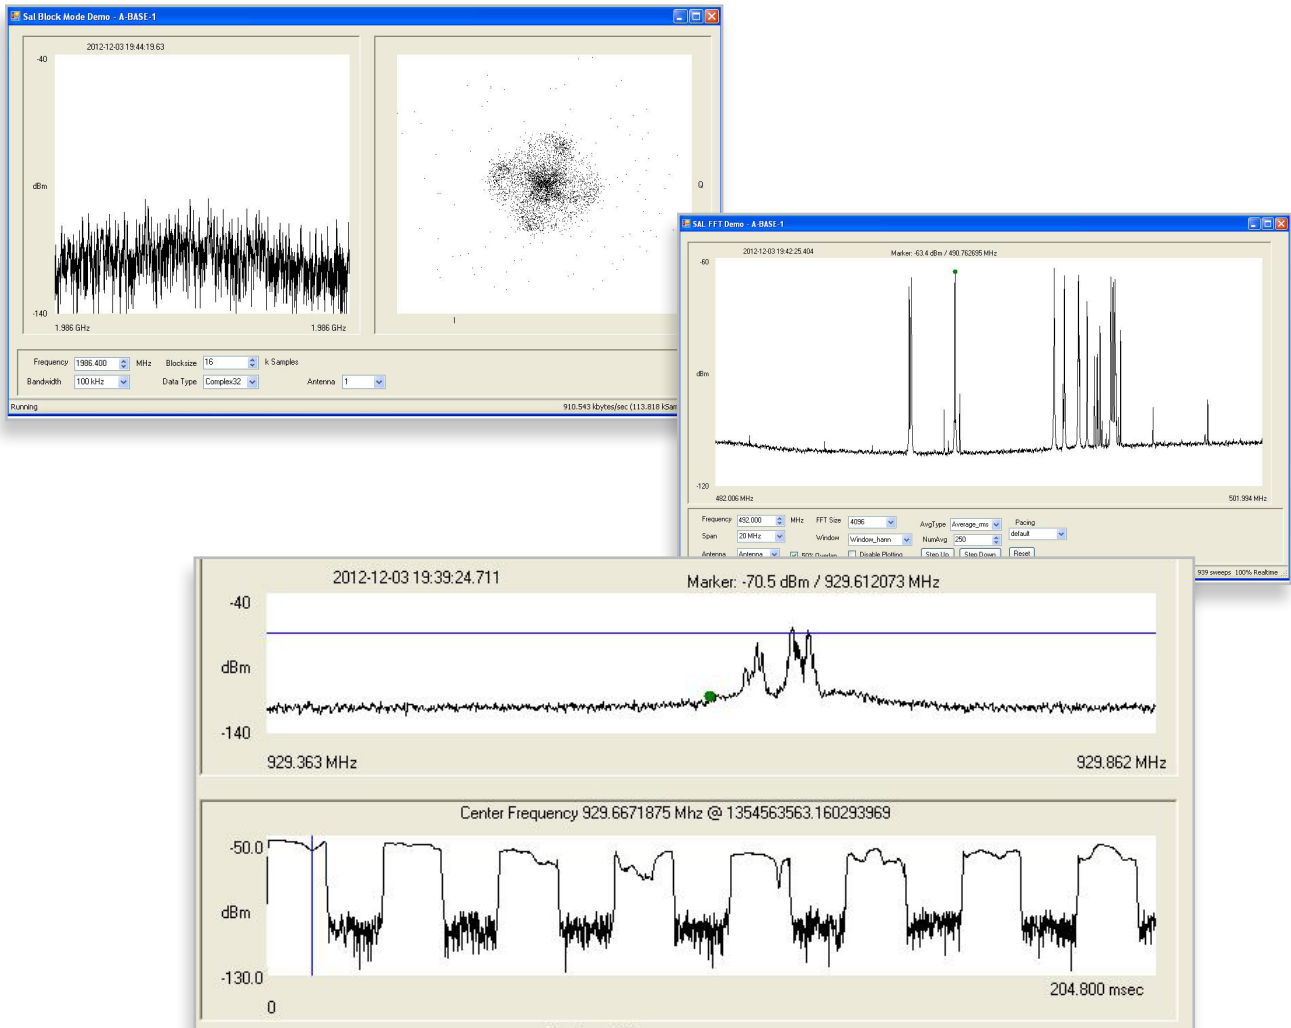 Sal Block Mode Demo - A-BASE-1
2012-12-03 19:44:19.63
-40
dBm
-140
1.986 GHz 1.986 GHz
Q
I
Frequency 1986.400 MHz Blocksize 16 k Samples
Bandwidth 100 kHz Data Type Complex32 Antenna 1
Running 910.543 kbytes/sec (113.818 kSam
SAL FFT Demo - A-BASE-1
2012-12-03 19:42:25.404 Marker: -63.4 dBm / 490.762695 MHz
-60
dBm
-120
482.006 MHz 501.994 MHz
Frequency 492.000 MHz FFT Size 4096 AvgType Average_rms Pacing
Span 20 MHz Window Window_hann NumAvg 250 default
Antenna Antenna 50% Overlap Disable Plotting Step Up Step Down Reset
939 sweeps 100% Realtime
2012-12-03 19:39:24.711 Marker: -70.5 dBm / 929.612073 MHz
-40
dBm
-140
929.363 MHz 929.862 MHz
Center Frequency 929.6671875 Mhz @ 1354563563.160293969
-50.0
dBm
-130.0
204.800 msec
0